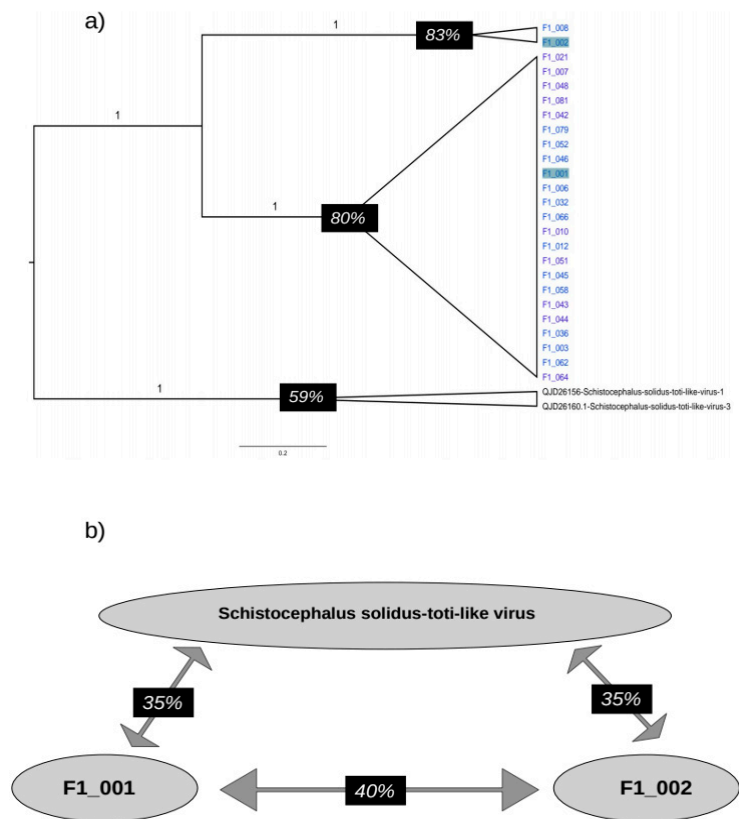 a)
1
83%
F1_008
F1_002
F1_021
F1_007
F1_048
F1_081
F1_042
1
F1_079
F1_052
F1_046
F1_001
F1_006
F1_032
1
80%
F1_066
F1_010
F1_012
F1_051
F1_045
F1_058
F1_043
F1_044
F1_036
F1_003
F1_062
F1_064
1
59%
QJD26156-Schistocephalus-solidus-toti-like-virus-1
QJD26160.1-Schistocephalus-solidus-toti-like-virus-3
0.2
b)
Schistocephalus solidus-toti-like virus
35%
35%
F1_001
40%
F1_002